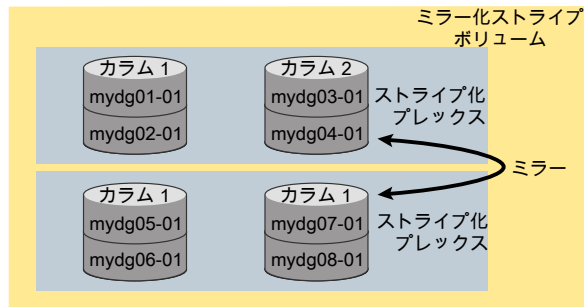 ミラー化ストライプ
ボリューム
カラム 1
mydg01-01
mydg02-01
カラム 2
mydg03-01
mydg04-01
ストライプ化
プレックス
ミラー
カラム 1
mydg05-01
mydg06-01
カラム 1
mydg07-01
mydg08-01
ストライプ化
プレックス